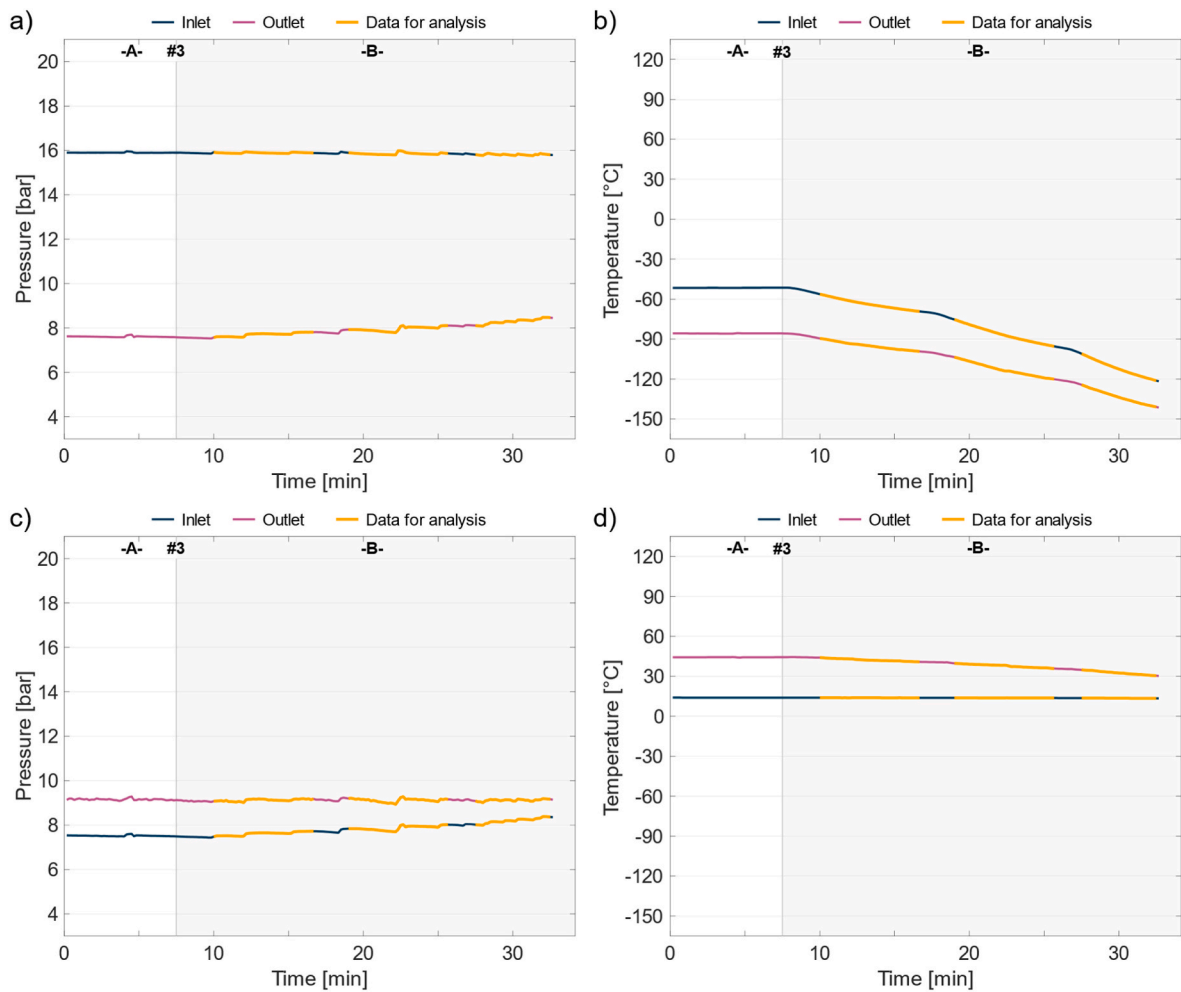 a)
Inlet Outlet Data for analysis
-A- #3 -B-
20
18
16
14
12
10
8
6
4
Pressure [bar]
0 10 20 30
Time [min]
b)
Inlet Outlet Data for analysis
-A- #3 -B-
120
90
60
30
0
-30
-60
-90
-120
-150
Temperature [°C]
0 10 20 30
Time [min]
c)
Inlet Outlet Data for analysis
-A- #3 -B-
20
18
16
14
12
10
8
6
4
Pressure [bar]
0 10 20 30
Time [min]
d)
Inlet Outlet Data for analysis
-A- #3 -B-
120
90
60
30
0
-30
-60
-90
-120
-150
Temperature [°C]
0 10 20 30
Time [min]